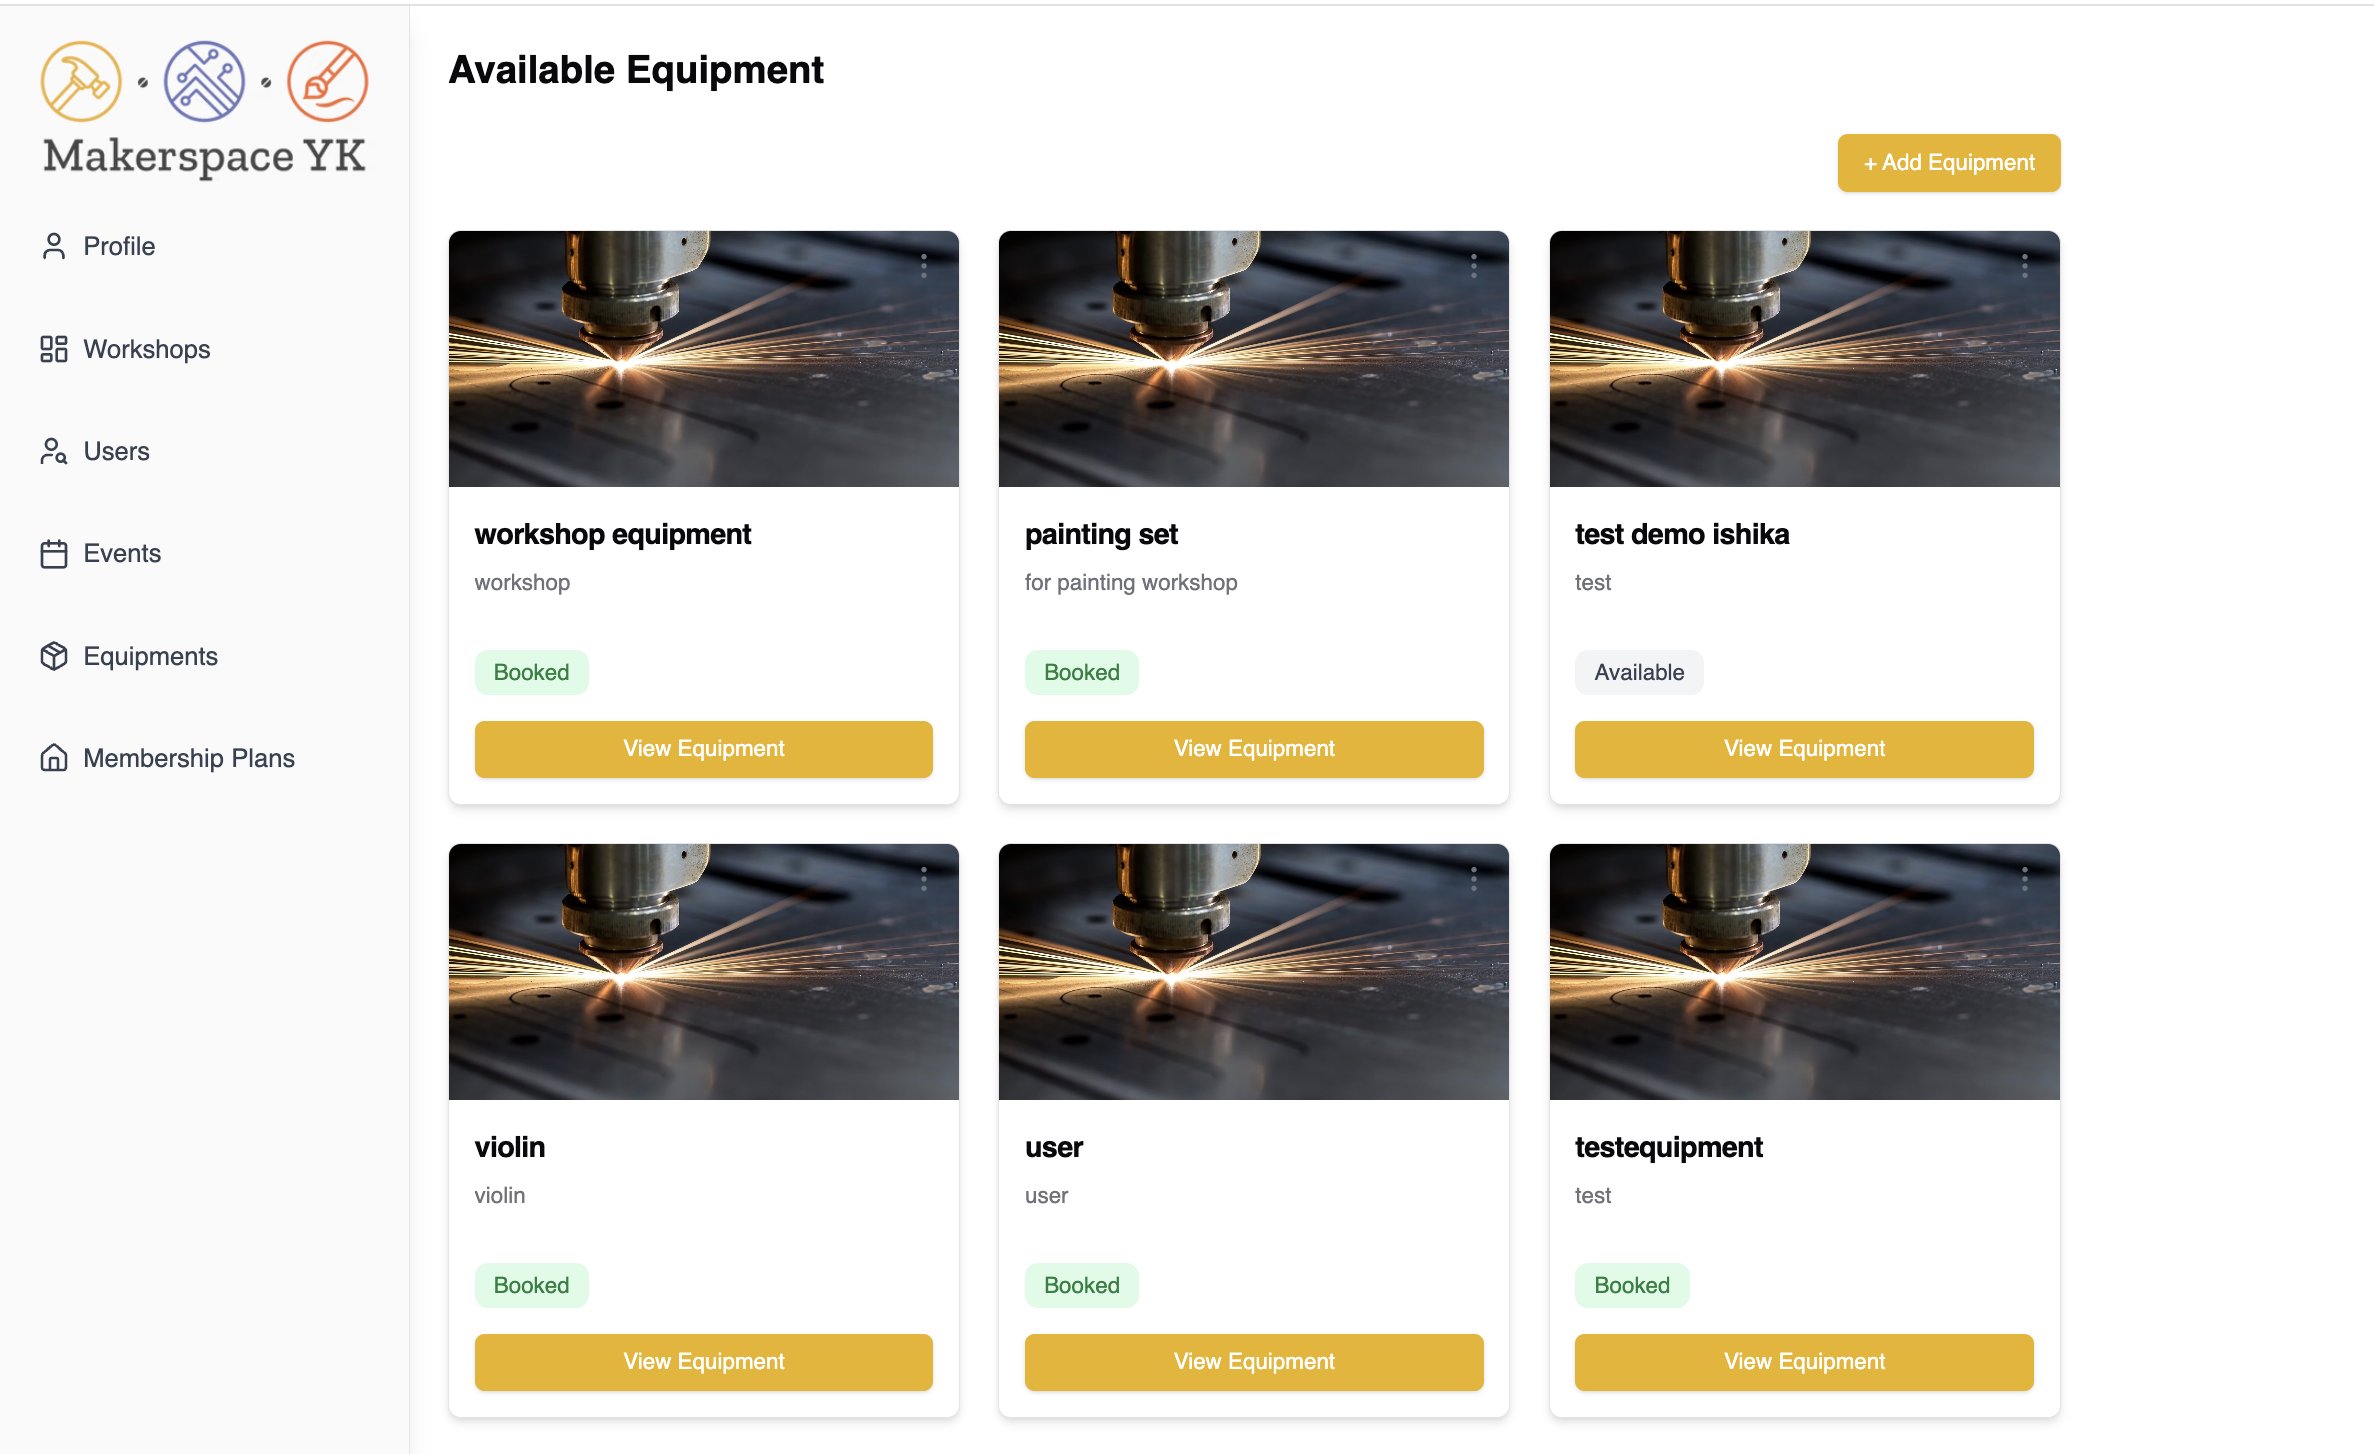 Makerspace YK
Profile
Workshops
Users
Events
Equipments
Membership Plans
Available Equipment
+ Add Equipment
workshop equipment
workshop
Booked
View Equipment
painting set
for painting workshop
Booked
View Equipment
test demo ishika
test
Available
View Equipment
violin
violin
Booked
View Equipment
user
user
Booked
View Equipment
testequipment
test
Booked
View Equipment